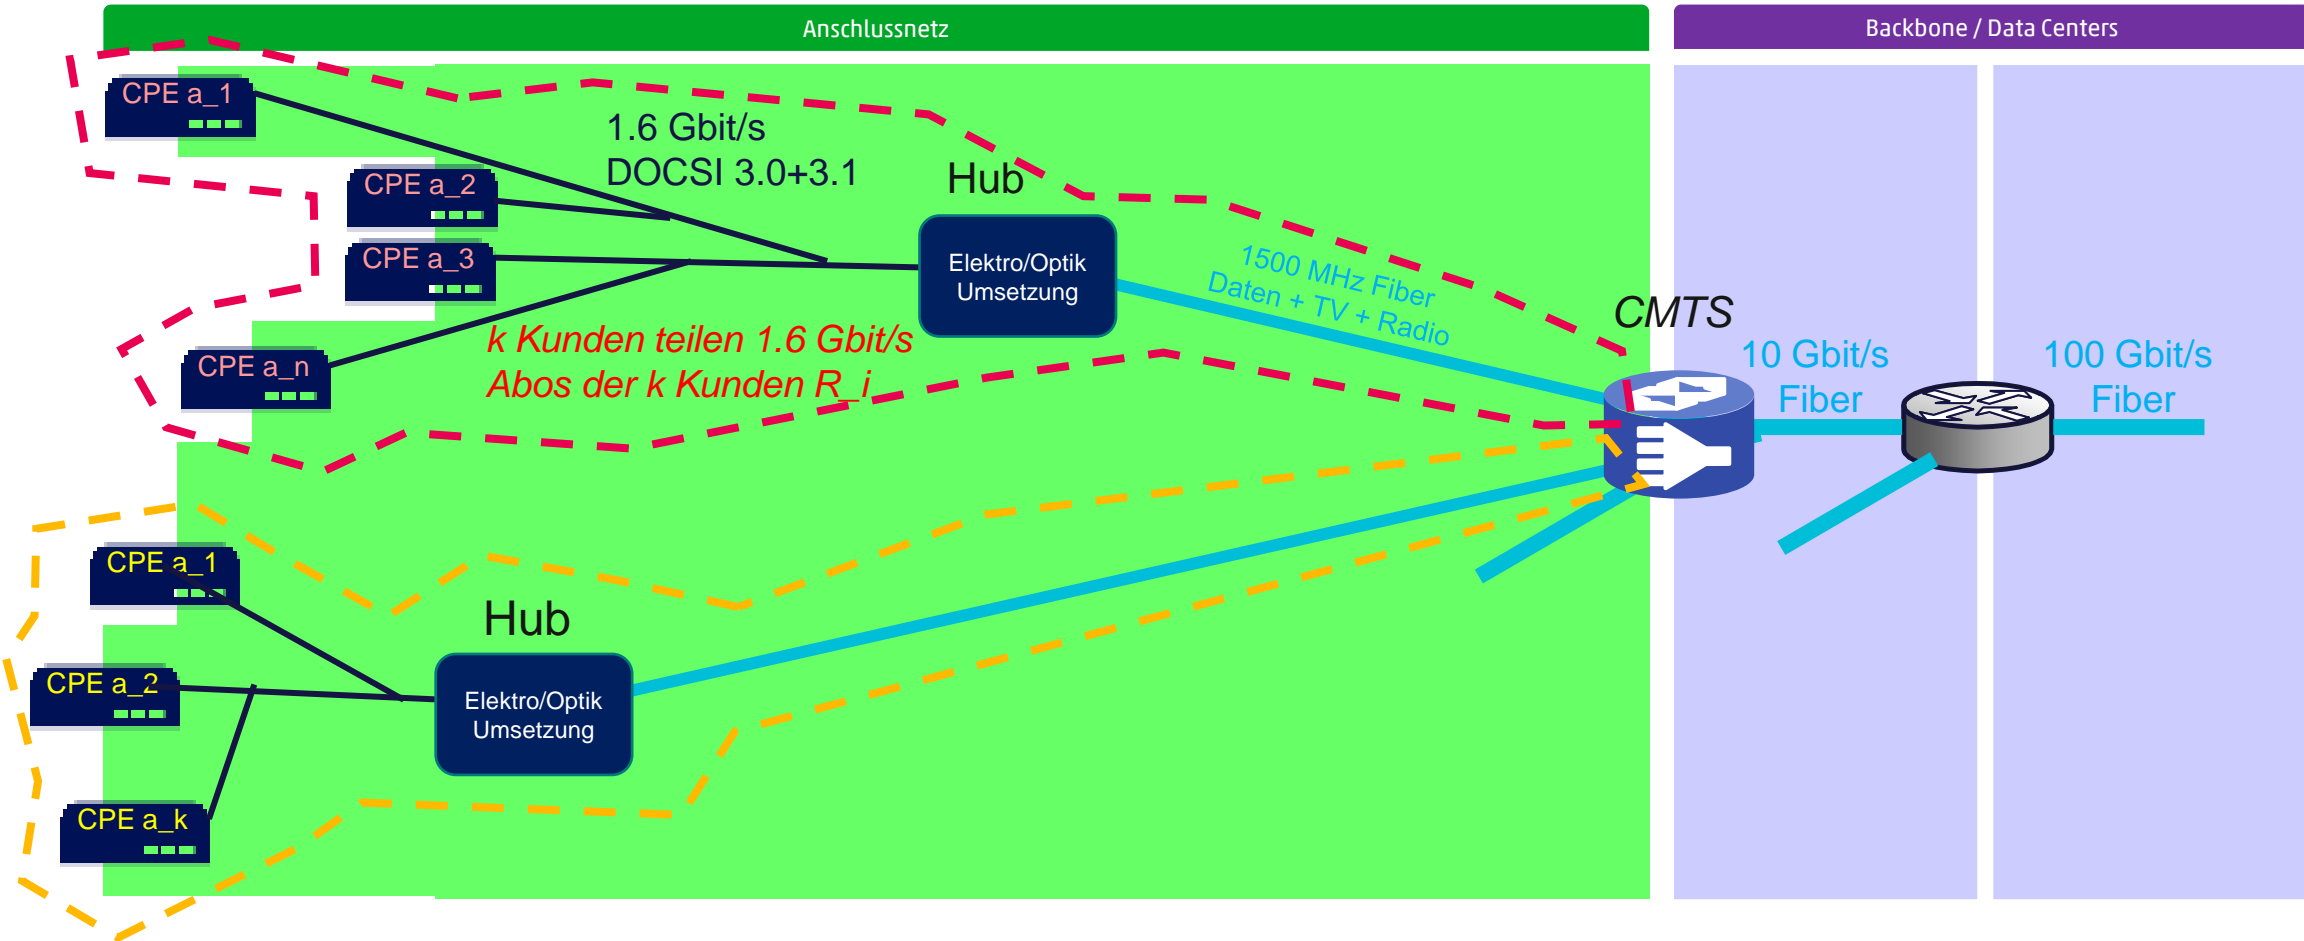 Anschlussnetz
Backbone / Data Centers
CPE a_1
1.6 Gbit/s
DOCSI 3.0+3.1
CPE a_2
Hub
CPE a_3
Elektro/Optik
Umsetzung
1500 MHz Fiber
Daten + TV + Radio
CMTS
k Kunden teilen 1.6 Gbit/s
Abos der k Kunden R_i
CPE a_n
10 Gbit/s
Fiber
100 Gbit/s
Fiber
CPE a_1
Hub
CPE a_2
Elektro/Optik
Umsetzung
CPE a_k